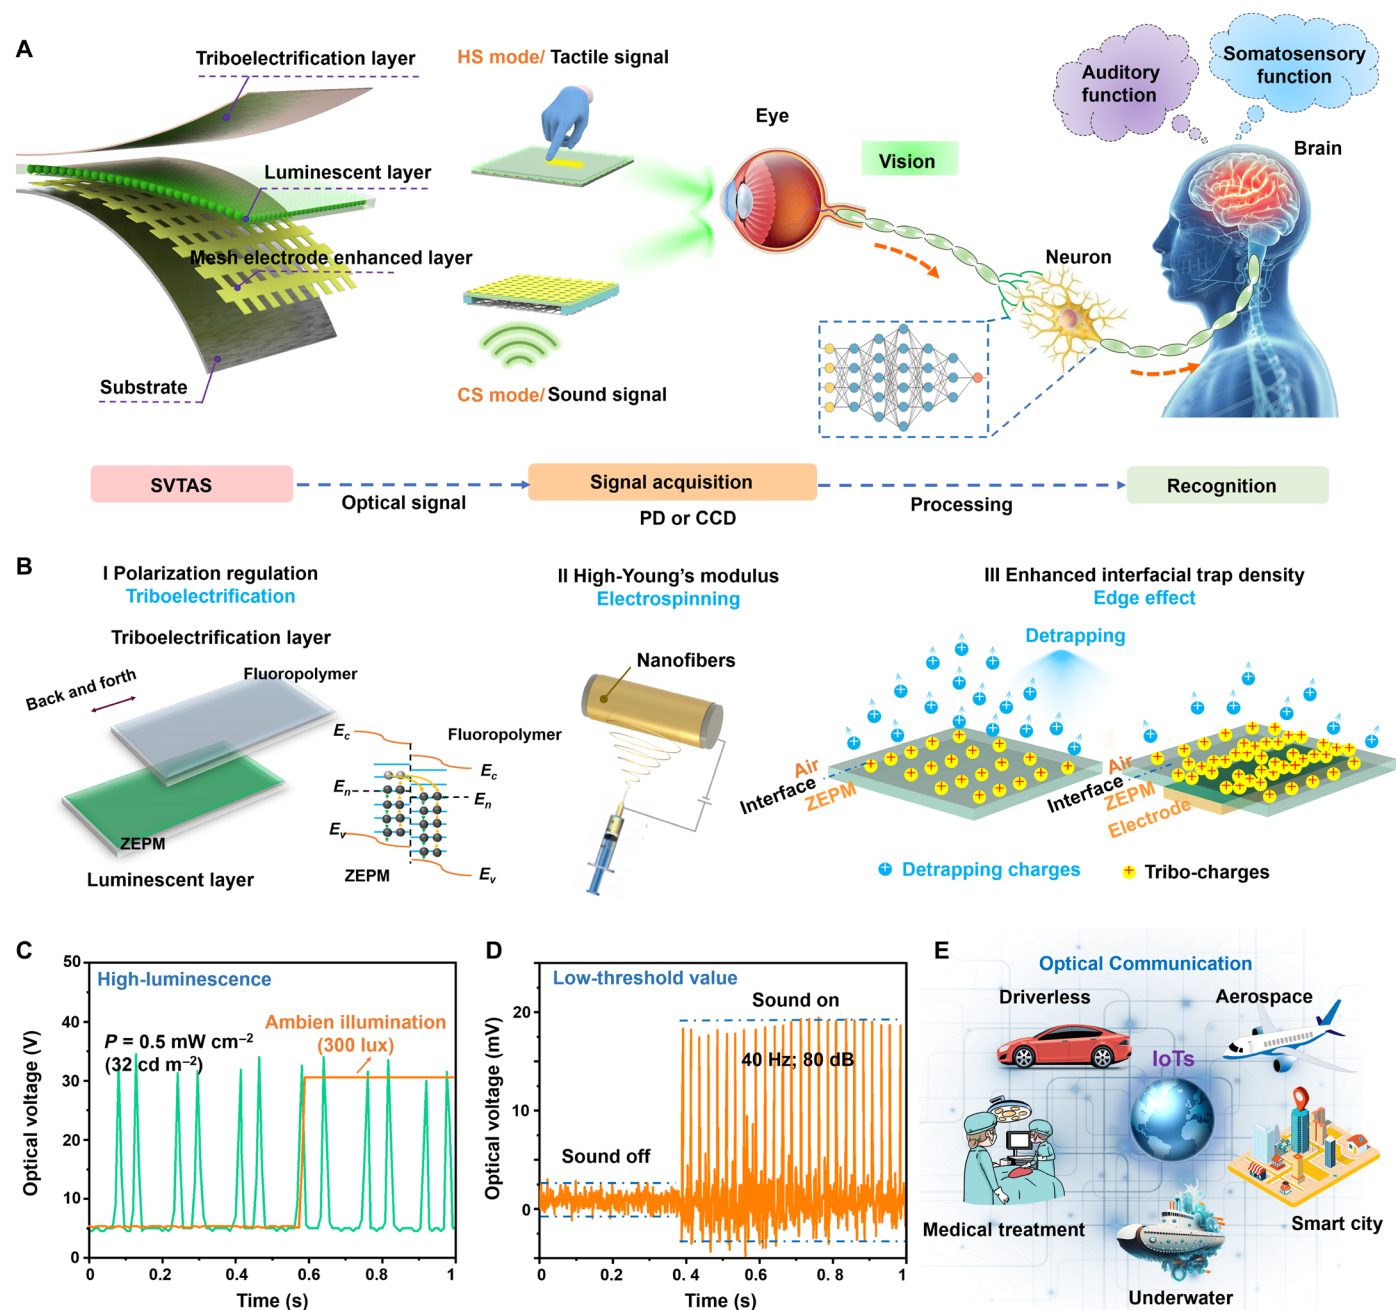 A
Triboelectrification layer
Luminescent layer
Mesh electrode enhanced layer
Substrate
HS mode/ Tactile signal
CS mode/ Sound signal
Eye
Vision
Neuron
Auditory
function
Somatosensory
function
Brain
SVTAS
Optical signal
Signal acquisition
PD or CCD
Processing
Recognition
B
I Polarization regulation
Triboelectrification
Triboelectrification layer
Back and forth
Fluoropolymer
ZEPM
Luminescent layer
Ec
Fluoropolymer
Ec
En
En
Ev
ZEPM
Ev
II High-Young's modulus
Electrospinning
Nanofibers
III Enhanced interfacial trap density
Edge effect
Detrapping
Air
Interface
ZEPM
Air
Interface
ZEPM
Electrode
Detrapping charges
Tribo-charges
C
High-luminescence
P = 0.5 mW cm−2
(32 cd m−2)
Ambien illumination
(300 lux)
Optical voltage (V)
50
40
30
20
10
0
0
0.2
0.4
0.6
0.8
1
Time (s)
D
Low-threshold value
Sound on
40 Hz; 80 dB
Sound off
Optical voltage (mV)
20
10
0
0
0.2
0.4
0.6
0.8
1
Time (s)
E
Optical Communication
Driverless
Aerospace
IoTs
Medical treatment
Smart city
Underwater